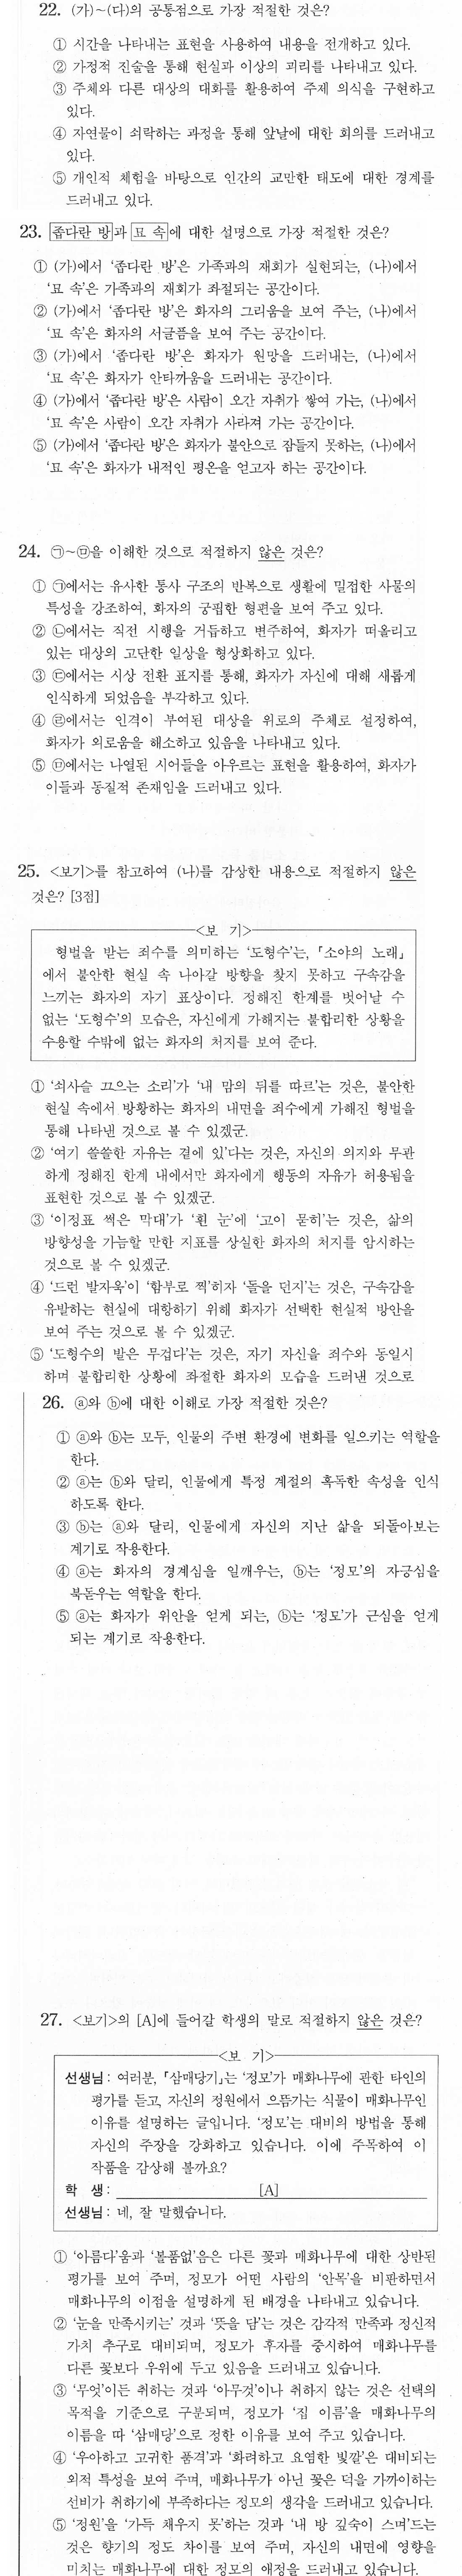 22. (가)~(다)의 공통점으로 가장 적절한 것은?
① 시간을 나타내는 표현을 사용하여 내용을 전개하고 있다.
② 가정적 진술을 통해 현실과 이상의 괴리를 나타내고 있다.
③ 주체와 다른 대상의 대화를 활용하여 주제 의식을 구현하고
있다.
④ 자연물이 쇠락하는 과정을 통해 앞날에 대한 회의를 드러내고
있다.
⑤ 개인적 체험을 바탕으로 인간의 교만한 태도에 대한 경계를
드러내고 있다.
23. 좁다란 방과 묘 속에 대한 설명으로 가장 적절한 것은?
① (가)에서 '좁다란 방'은 가족과의 재회가 실현되는, (나)에서
'묘 속'은 가족과의 재회가 좌절되는 공간이다.
② (가)에서 '좁다란 방'은 화자의 그리움을 보여 주는, (나)에서
'묘 속'은 화자의 서글픔을 보여 주는 공간이다.
③ (가)에서 '좁다란 방'은 화자가 원망을 드러내는, (나)에서
'묘 속'은 화자가 안타까움을 드러내는 공간이다.
④ (가)에서 '좁다란 방'은 사람이 오간 자취가 쌓여 가는, (나)에서
'묘 속'은 사람이 오간 자취가 사라져 가는 공간이다.
⑤ (가)에서 '좁다란 방'은 화자가 불안으로 잠들지 못하는, (나)에서
'묘 속'은 화자가 내적인 평온을 얻고자 하는 공간이다.
24. ㉠~㉤을 이해한 것으로 적절하지 않은 것은?
① ㉠에서는 유사한 통사 구조의 반복으로 생활에 밀접한 사물의
특성을 강조하여, 화자의 궁핍한 형편을 보여 주고 있다.
② ㉡에서는 직전 시행을 거듭하고 변주하여, 화자가 떠올리고
있는 대상의 고단한 일상을 형상화하고 있다.
③ ㉢에서는 시상 전환 표지를 통해, 화자가 자신에 대해 새롭게
인식하게 되었음을 부각하고 있다.
④ ㉣에서는 인격이 부여된 대상을 위로의 주체로 설정하여,
화자가 외로움을 해소하고 있음을 나타내고 있다.
⑤ ㉤에서는 나열된 시어들을 아우르는 표현을 활용하여, 화자가
이들과 동질적 존재임을 드러내고 있다.
25. <보기>를 참고하여 (나)를 감상한 내용으로 적절하지 않은
것은? [3점]
<보 기>
형벌을 받는 죄수를 의미하는 '도형수'는, 「소야의 노래」
에서 불안한 현실 속 나아갈 방향을 찾지 못하고 구속감을
느끼는 화자의 자기 표상이다. 정해진 한계를 벗어날 수
없는 '도형수'의 모습은, 자신에게 가해지는 불합리한 상황을
수용할 수밖에 없는 화자의 처지를 보여 준다.
① '쇠사슬 끄으는 소리'가 '내 맘의 뒤를 따르'는 것은, 불안한
현실 속에서 방황하는 화자의 내면을 죄수에게 가해진 형벌을
통해 나타낸 것으로 볼 수 있겠군.
② '여기 쓸쓸한 자유는 곁에 있'다는 것은, 자신의 의지와 무관
하게 정해진 한계 내에서만 화자에게 행동의 자유가 허용됨을
표현한 것으로 볼 수 있겠군.
③ '이정표 썩은 막대'가 '흰 눈'에 '고이 묻히'는 것은, 삶의
방향성을 가늠할 만한 지표를 상실한 화자의 처지를 암시하는
것으로 볼 수 있겠군.
④ '드런 발자욱'이 '함부로 찍'히자 '돌을 던지'는 것은, 구속감을
유발하는 현실에 대항하기 위해 화자가 선택한 현실적 방안을
보여 주는 것으로 볼 수 있겠군.
⑤ '도형수의 발은 무겁다'는 것은, 자기 자신을 죄수와 동일시
하며 불합리한 상황에 좌절한 화자의 모습을 드러낸 것으로
26. ⓐ와 ⓑ에 대한 이해로 가장 적절한 것은?
① ⓐ와 ⓑ는 모두, 인물의 주변 환경에 변화를 일으키는 역할을
한다.
② ⓐ는 ⓑ와 달리, 인물에게 특정 계절의 혹독한 속성을 인식
하도록 한다.
③ ⓑ는 ⓐ와 달리, 인물에게 자신의 지난 삶을 되돌아보는
계기로 작용한다.
④ ⓐ는 화자의 경계심을 일깨우는, ⓑ는 '정모'의 자긍심을
북돋우는 역할을 한다.
⑤ ⓐ는 화자가 위안을 얻게 되는, ⓑ는 '정모'가 근심을 얻게
되는 계기로 작용한다.
27. <보기>의 [A]에 들어갈 학생의 말로 적절하지 않은 것은?
<보 기>
선생님: 여러분, 「삼매당기」는 '정모'가 매화나무에 관한 타인의
평가를 듣고, 자신의 정원에서 으뜸가는 식물이 매화나무인
이유를 설명하는 글입니다. '정모'는 대비의 방법을 통해
자신의 주장을 강화하고 있습니다. 이에 주목하여 이
작품을 감상해 볼까요?
학 생: [A]
선생님: 네, 잘 말했습니다.
① '아름다'움과 '볼품없'음은 다른 꽃과 매화나무에 대한 상반된
평가를 보여 주며, 정모가 어떤 사람의 '안목'을 비판하면서
매화나무의 이점을 설명하게 된 배경을 나타내고 있습니다.
② '눈을 만족시키는' 것과 '뜻을 담'는 것은 감각적 만족과 정신적
가치 추구로 대비되며, 정모가 후자를 중시하여 매화나무를
다른 꽃보다 우위에 두고 있음을 드러내고 있습니다.
③ '무엇'이든 취하는 것과 '아무것'이나 취하지 않는 것은 선택의
목적을 기준으로 구분되며, 정모가 '집 이름'을 매화나무의
이름을 따 '삼매당'으로 정한 이유를 보여 주고 있습니다.
④ '우아하고 고귀한 품격'과 '화려하고 요염한 빛깔'은 대비되는
외적 특성을 보여 주며, 매화나무가 아닌 꽃은 덕을 가까이하는
선비가 취하기에 부족하다는 정모의 생각을 드러내고 있습니다.
⑤ '정원'을 '가득 채우지 못'하는 것과 '내 방 깊숙이 스며'드는
것은 향기의 정도 차이를 보여 주며, 자신의 내면에 영향을
미치는 매화나무에 대한 정모의 애정을 드러내고 있습니다.